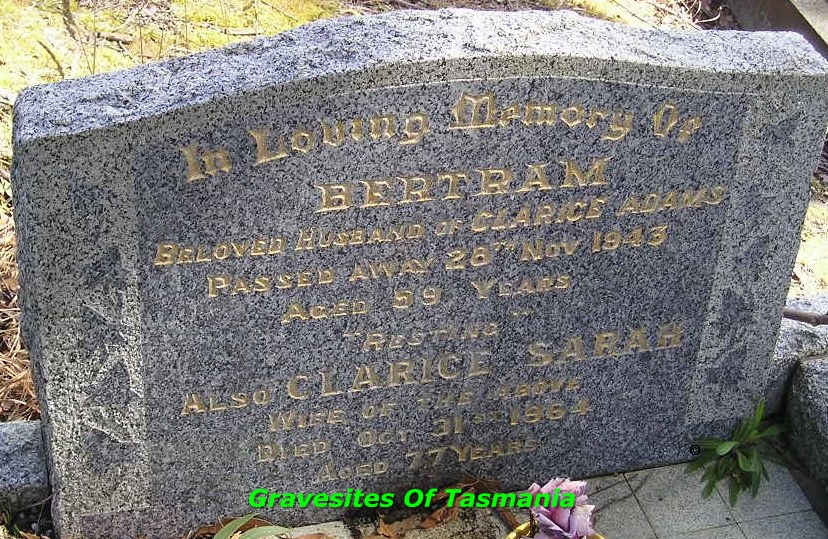 In Loving Memory Of
BERTRAM
BELOVED HUSBAND OF CLARICE ADAMS
PASSED AWAY 28TH NOV 1943
AGED 59 YEARS
"RESTING"
ALSO CLARICE SARAH
WIFE OF THE ABOVE
DIED OCT 31ST 1964
AGED 77 YEARS
©
Gravesites Of Tasmania